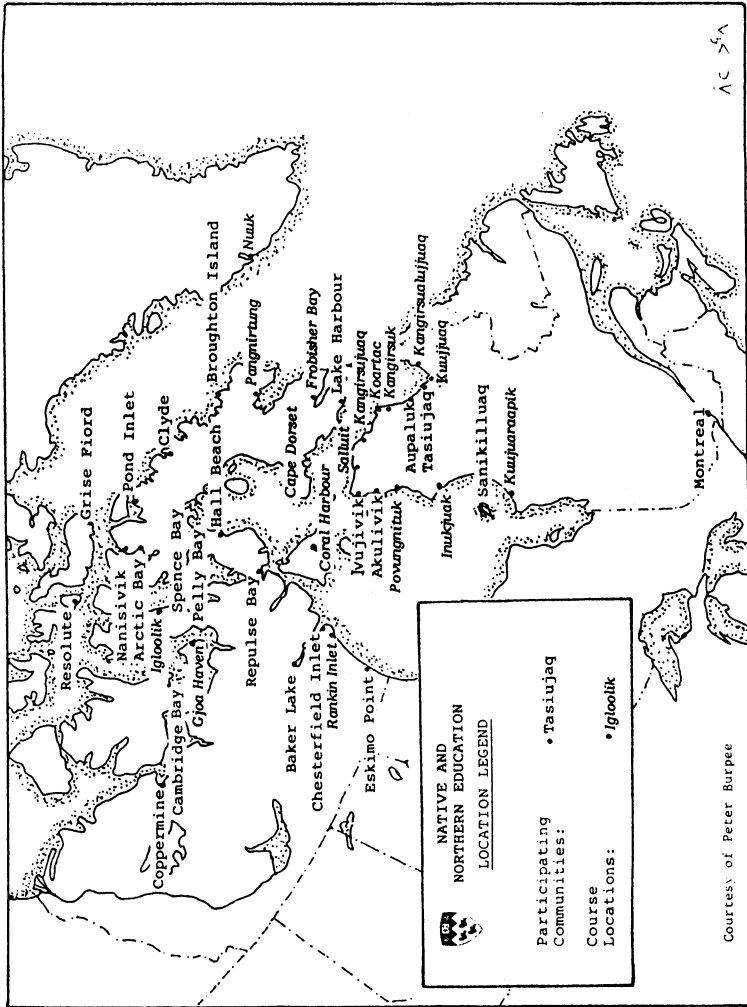 Grise Fiord
Resolute
Pond Inlet
Nanisivik
Arctic Bay
Clyde
Igloolik
Spence Bay
Broughton Island
Nuuk
Cambridge Bay
Gjoa Haven
Pelly Bay
Hall Beach
Pangnirtung
Coppermine
Repulse Bay
Cape Dorset
Frobisher Bay
Lake Harbour
Baker Lake
Coral Harbour
Salluit
Kangirsujuaq
Koartac
Kangirsuk
Chesterfield Inlet
Rankin Inlet
Ivujivik
Akulivik
Povungnituk
Aupaluk
Tasiujaq
Kangirsualujjuaq
Kuujjuaq
Eskimo Point
Inukjuak
Sanikilluaq
Kuujuaraapik
Montreal
NATIVE AND
NORTHERN EDUCATION
LOCATION LEGEND
Participating
Communities: • Tasiujaq
Course
Locations: • Igloolik
Courtesy of Peter Burpee